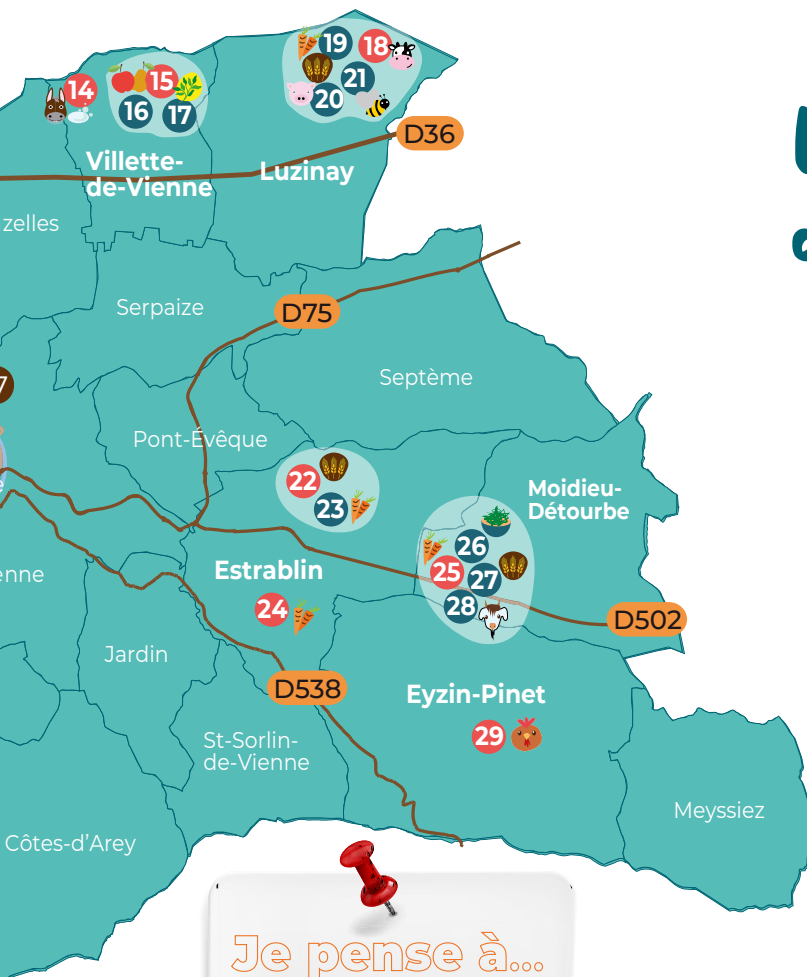 19
18
14
15
21
20
16
17
D36
Villette-
de-Vienne
Luzinay
zelles
Serpaize
D75
Septème
7
Pont-Évêque
22
23
Moidieu-
Détourbe
26
25
27
28
enne
Estrablin
24
D502
Jardin
D538
Eyzin-Pinet
29
St-Sorlin-
de-Vienne
Meyssiez
Côtes-d'Arey
Je pense à...